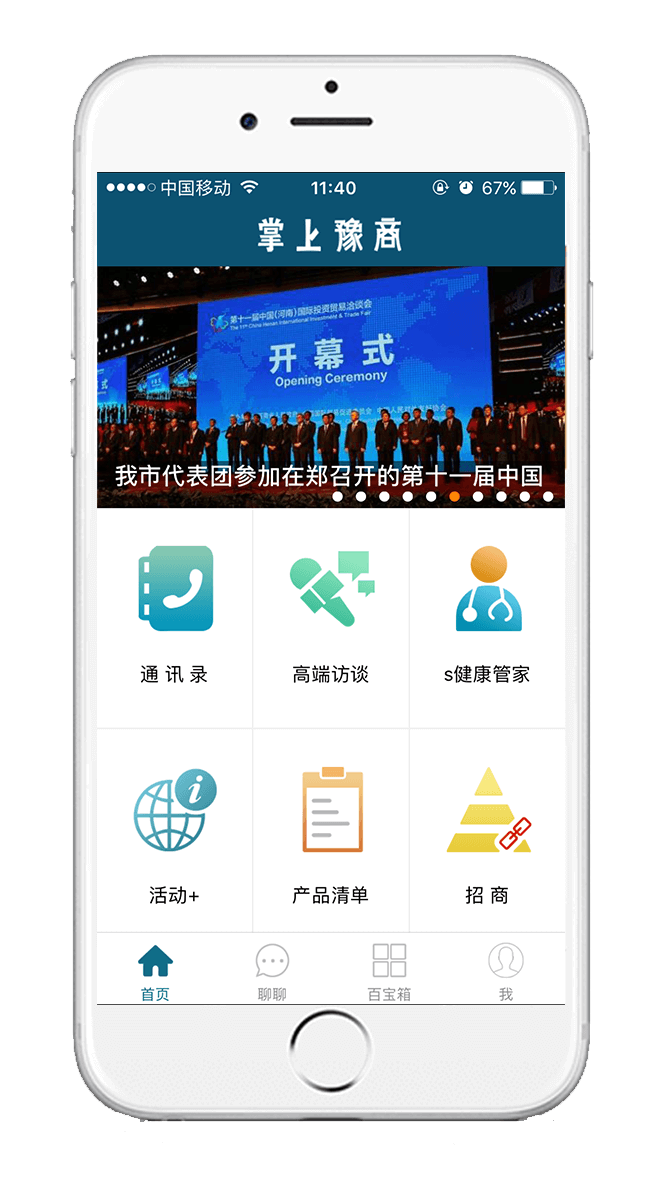 中国移动
11:40
67%
掌上豫商
第十一届中国(河南)国际投资贸易洽谈会
The 11th China Henan International Investment & Trade Fair
开幕式
Opening Ceremony
幕式
我市代表团参加在郑召开的第十一届中国
通讯录
高端访谈
s健康管家
i
活动+
产品清单
招商
首页
聊聊
百宝箱
我